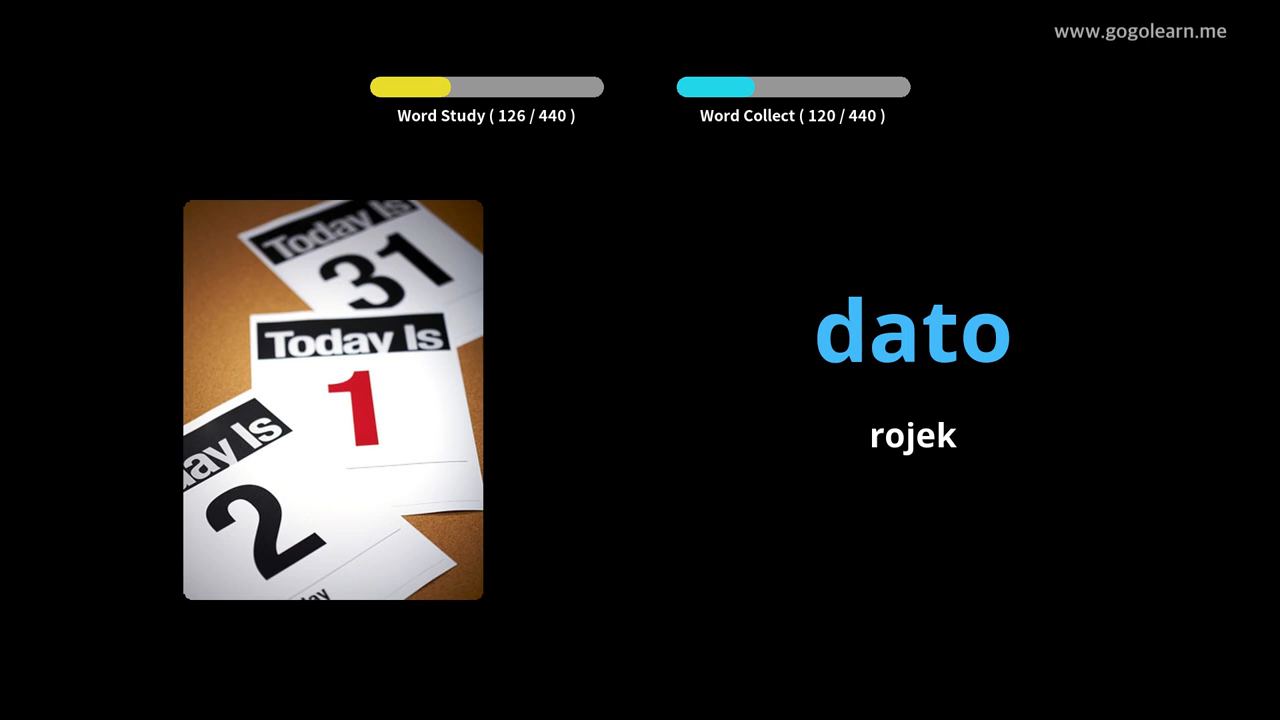 www.gogolearn.me
Word Study ( 126 / 440 )
Word Collect ( 120 / 440 )
Today Is
31
Today Is
1
day Is
2
dato
rojek